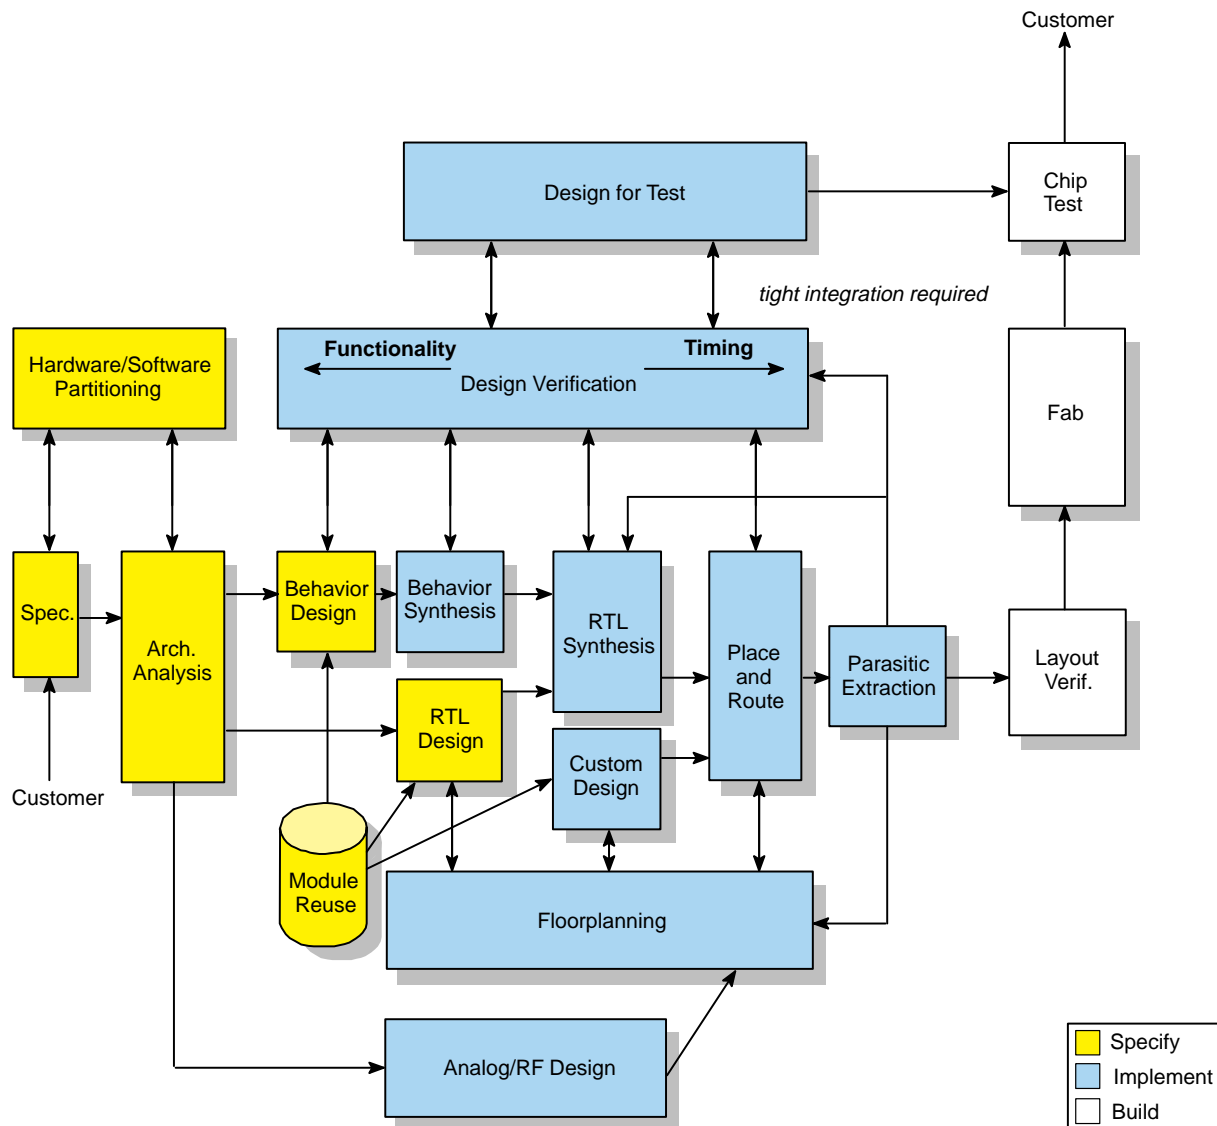 Customer
Design for Test
Chip
Test
tight integration required
Hardware/Software
Partitioning
Functionality
Timing
Design Verification
Fab
Spec.
Arch.
Analysis
Behavior
Design
Behavior
Synthesis
RTL
Synthesis
Place
and
Route
Parasitic
Extraction
Layout
Verif.
RTL
Design
Custom
Design
Customer
Module
Reuse
Floorplanning
Analog/RF Design
Specify
Implement
Build